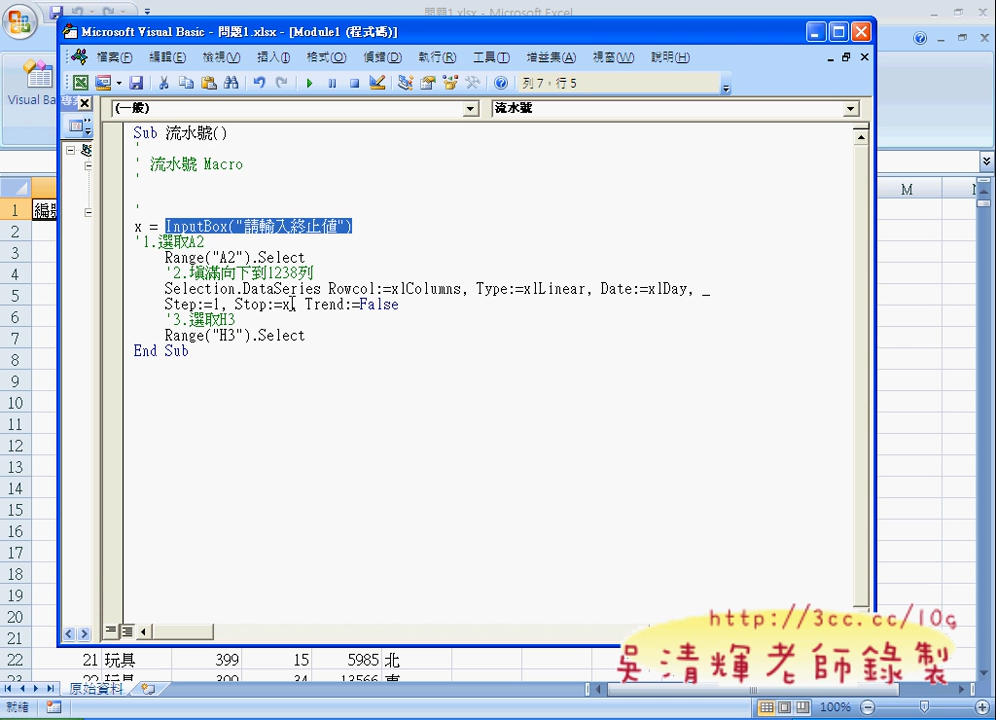 問題1.xlsx - Microsoft Excel
Microsoft Visual Basic - 問題1.xlsx - [Module1 (程式碼)]
檔案(F) 編輯(E) 檢視(V) 插入(I) 格式(O) 偵錯(D) 執行(R) 工具(T) 增益集(A) 視窗(W) 說明(H)
列 7，行 5
Visual Ba
(一般) 流水號
Sub 流水號()
'
' 流水號 Macro
'
'
x = InputBox("請輸入終止值")
'1.選取A2
Range("A2").Select
'2.填滿向下到1238列
Selection.DataSeries Rowcol:=xlColumns, Type:=xlLinear, Date:=xlDay, _
Step:=1, Stop:=x, Trend:=False
'3.選取H3
Range("H3").Select
End Sub
M
1
2
3
4
5
6
7
8
9
10
11
12
13
14
15
16
17
18
19
20
21
22 21 玩具 399 15 5985 北
http://3cc.cc/10g
吳清輝老師錄製
原始資料
就緒 100%